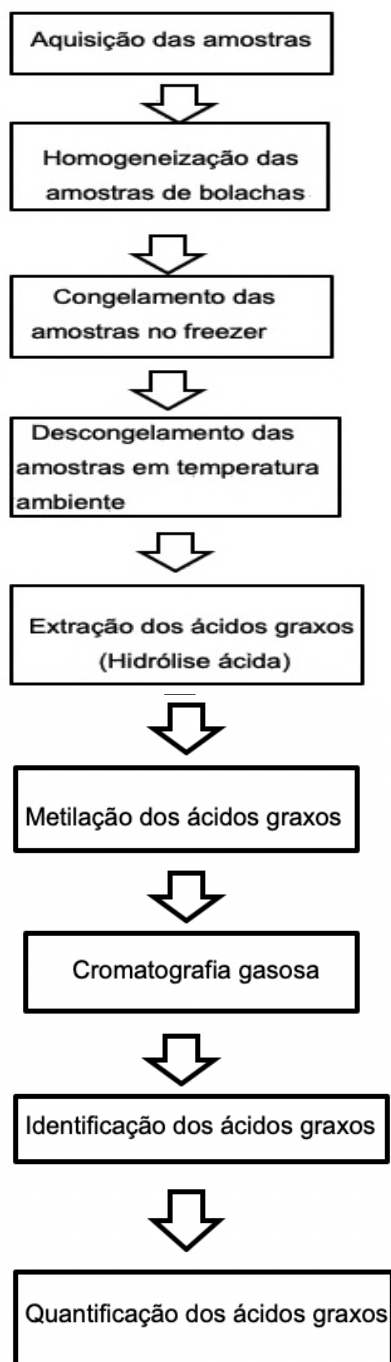 Aquisição das amostras
Homogeneização das
amostras de bolachas
Congelamento das
amostras no freezer
Descongelamento das
amostras em temperatura
ambiente
Extração dos ácidos graxos
(Hidrólise ácida)
Metilação dos ácidos graxos
Cromatografia gasosa
Identificação dos ácidos graxos
Quantificação dos ácidos graxos